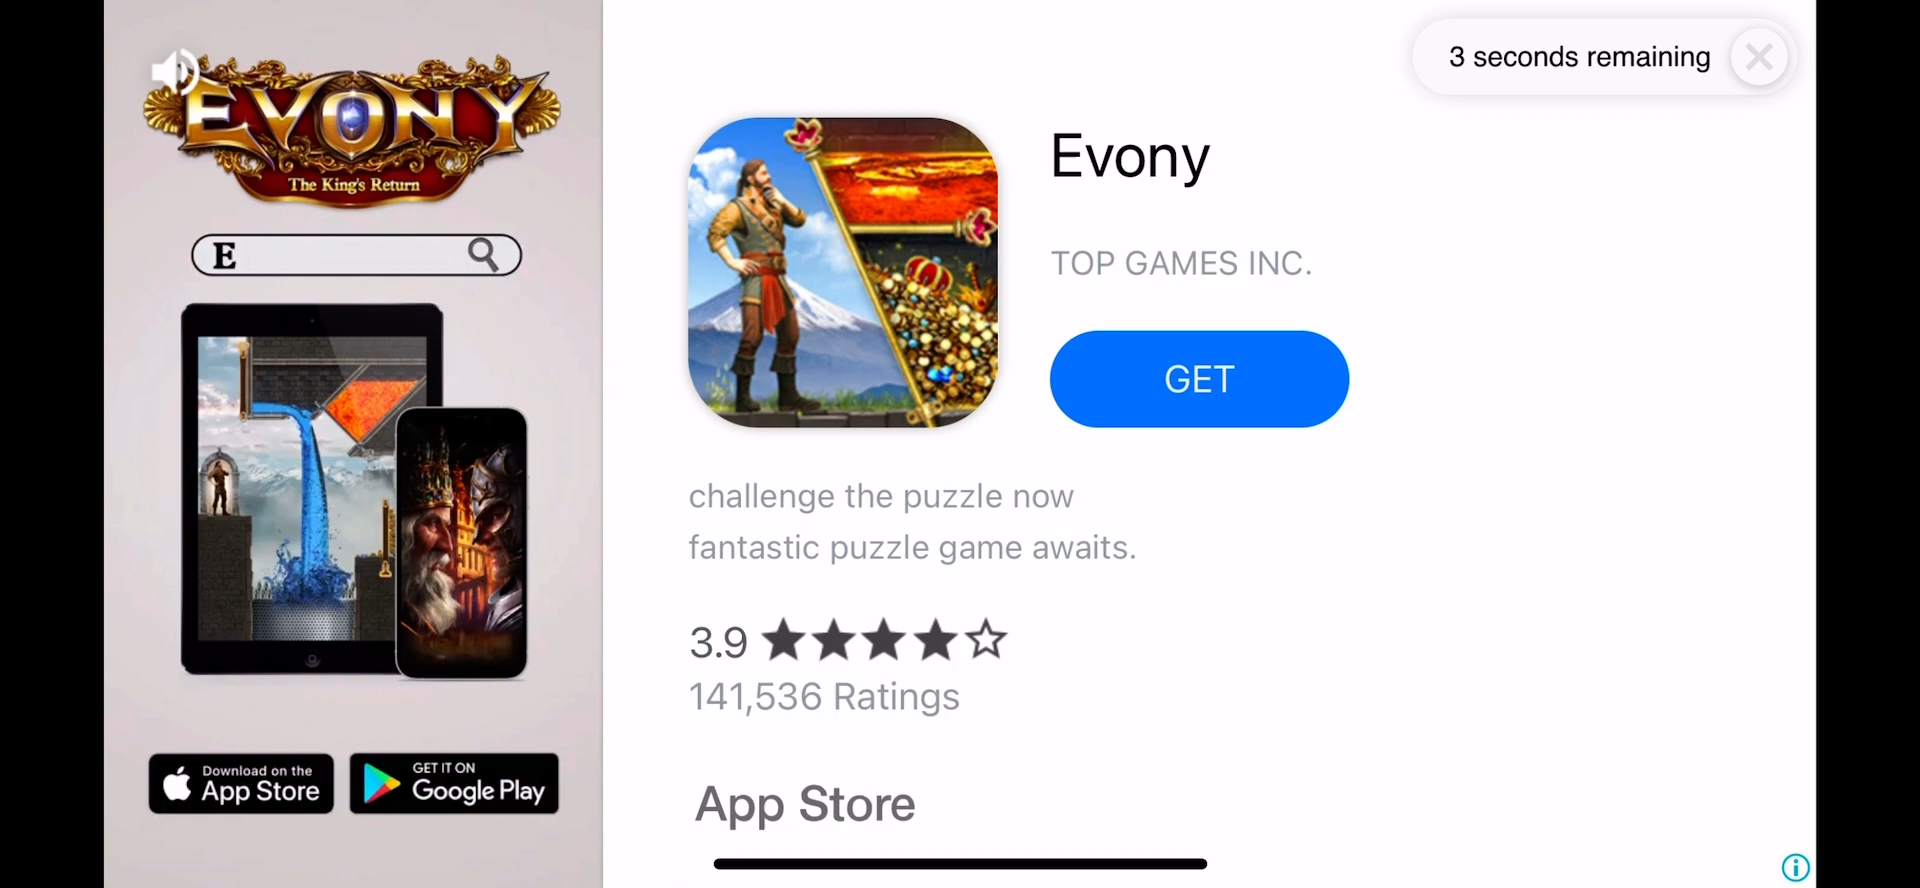 EVONY
The King's Return
E
Download on the
App Store
GET IT ON
Google Play
3 seconds remaining
Evony
TOP GAMES INC.
GET
challenge the puzzle now
fantastic puzzle game awaits.
3.9
141,536 Ratings
App Store